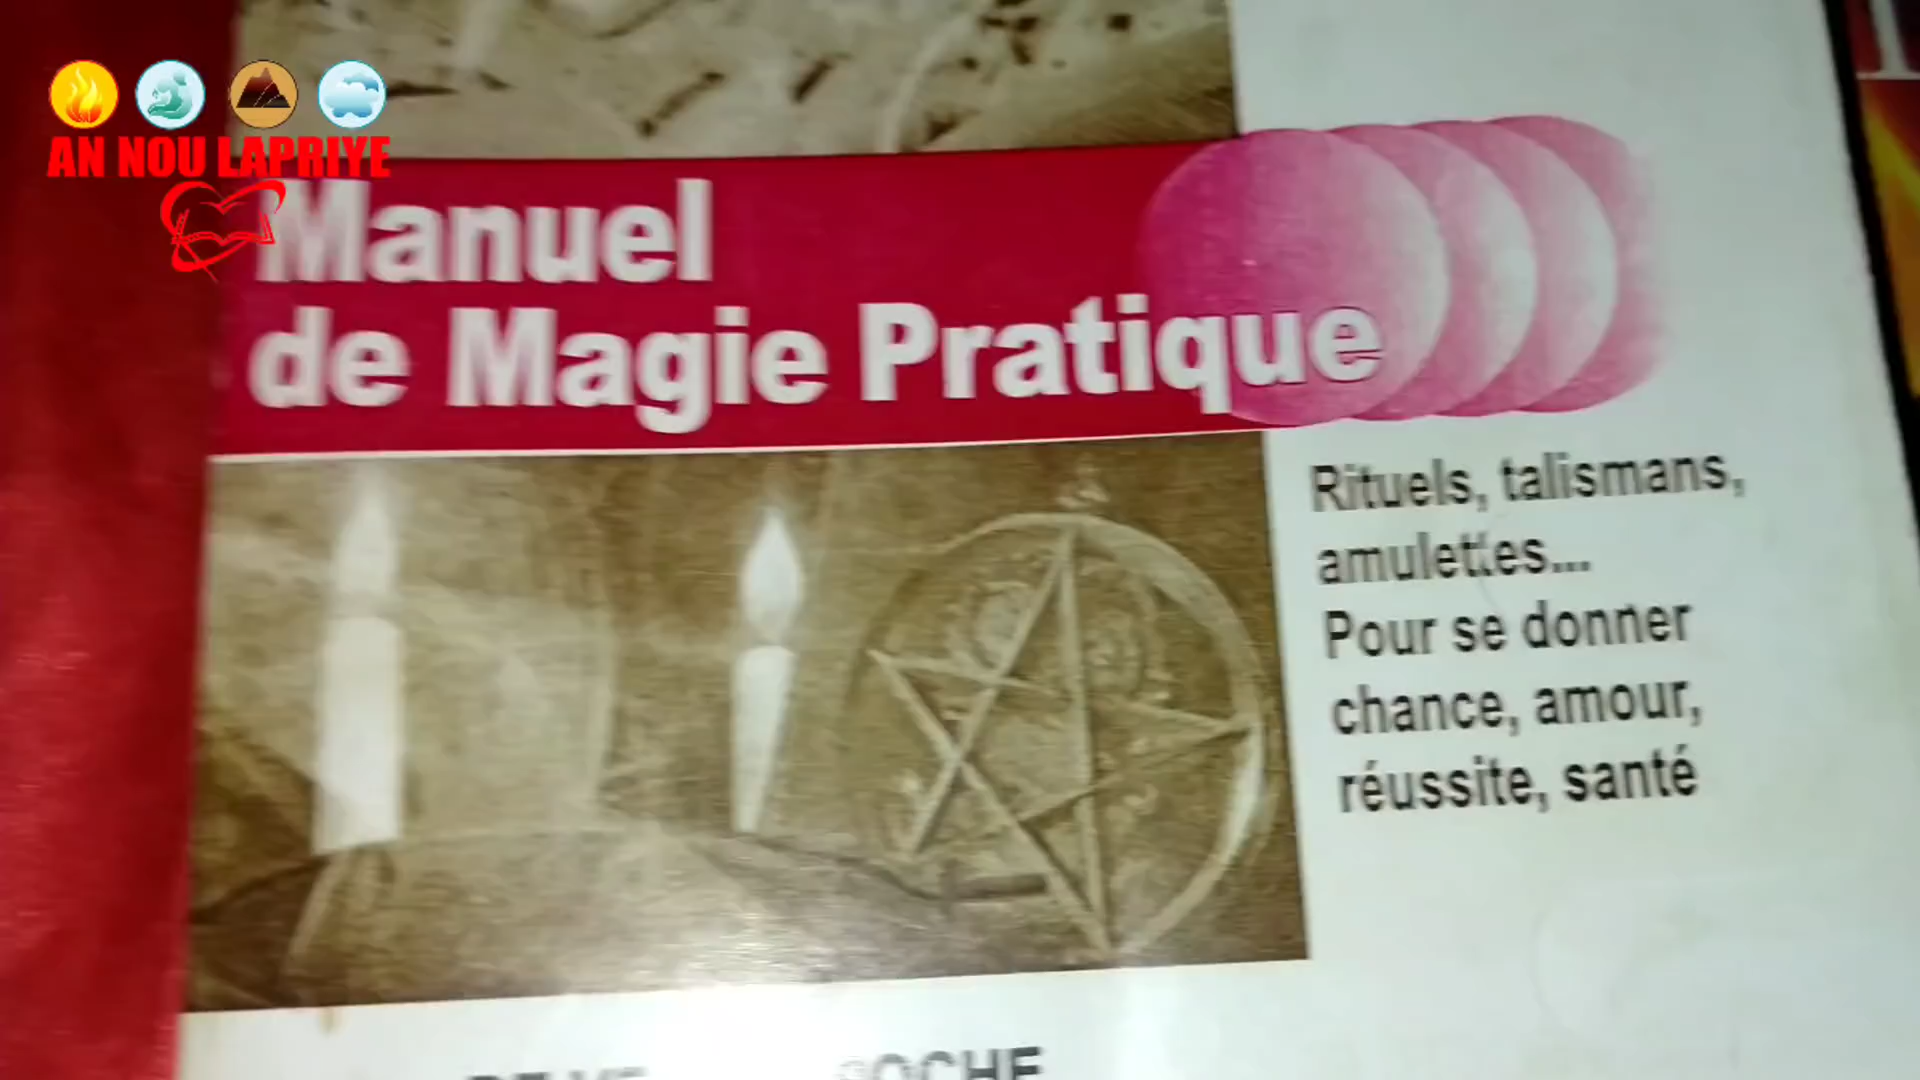 AN NOU LAPRIYE
Manuel
de Magie Pratique
Rituels, talismans,
amulettes...
Pour se donner
chance, amour,
réussite, santé